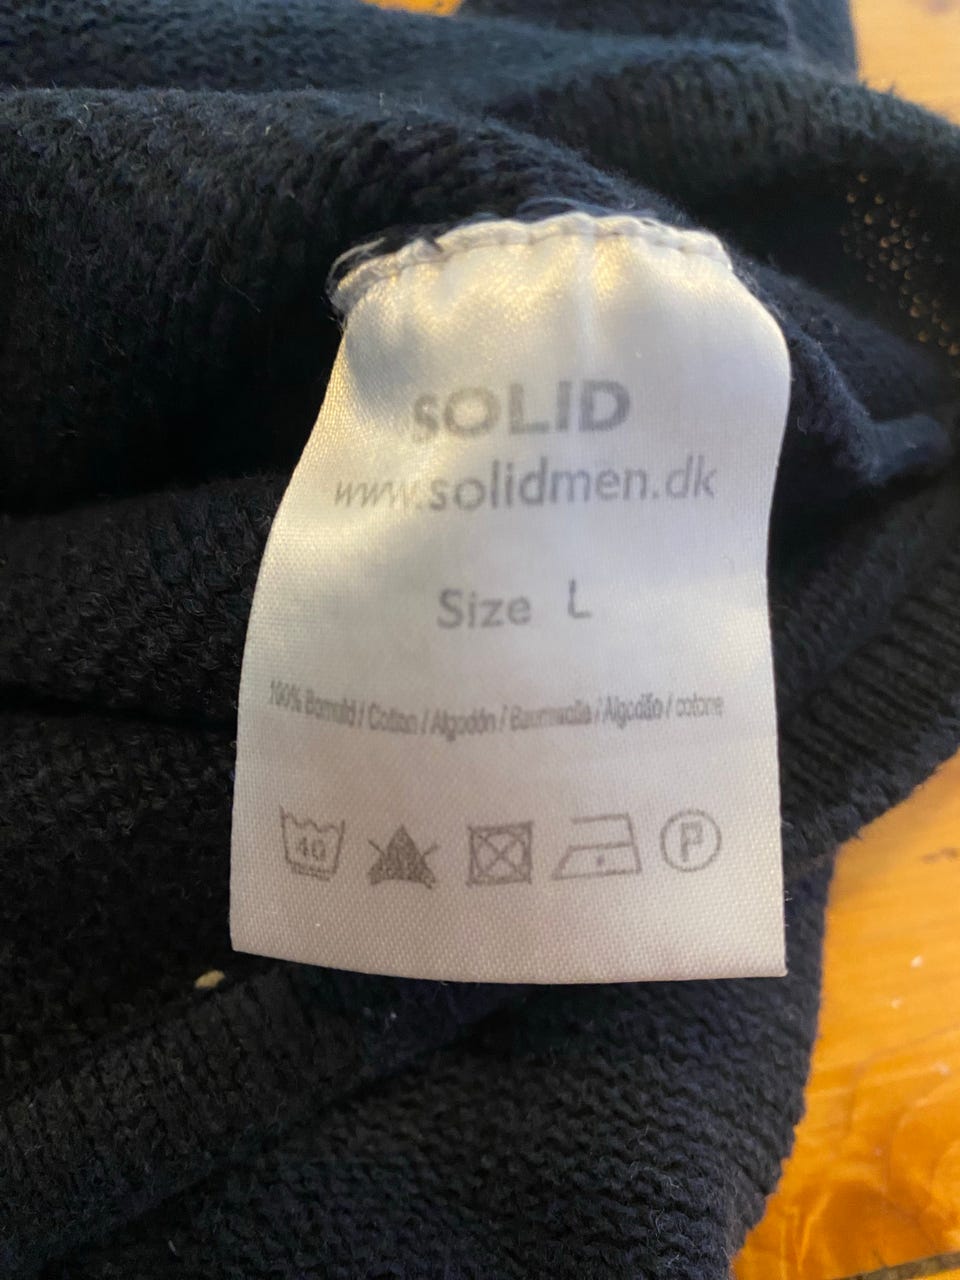 SOLID
www.solidmen.dk
Size L
100% Bomuld / Cotton / Algodón / Baumwolle / Algodão / cotone
40
P